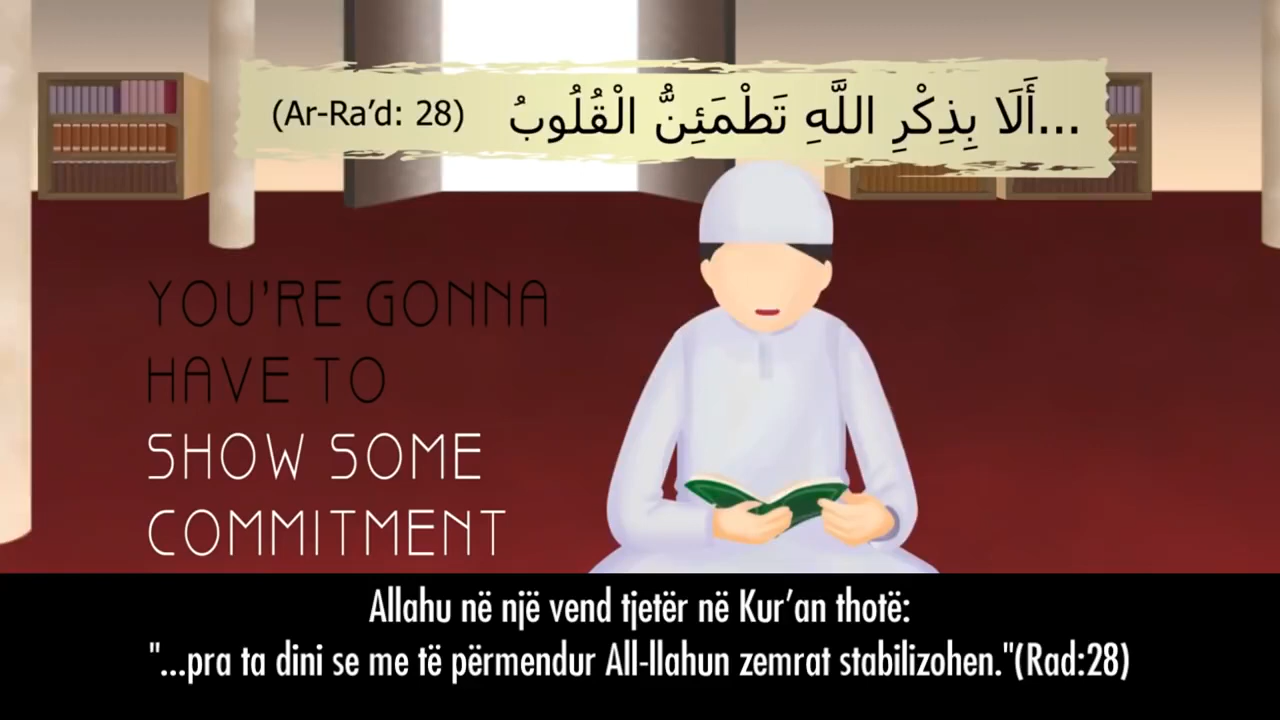 ...أَلَا بِذِكْرِ اللَّهِ تَطْمَئِنُّ الْقُلُوبُ (Ar-Ra’d: 28)
YOU'RE GONNA
HAVE TO
SHOW SOME
COMMITMENT
Allahu në një vend tjetër në Kur’an thotë:
"...pra ta dini se me të përmendur All-llahun zemrat stabilizohen."(Rad:28)